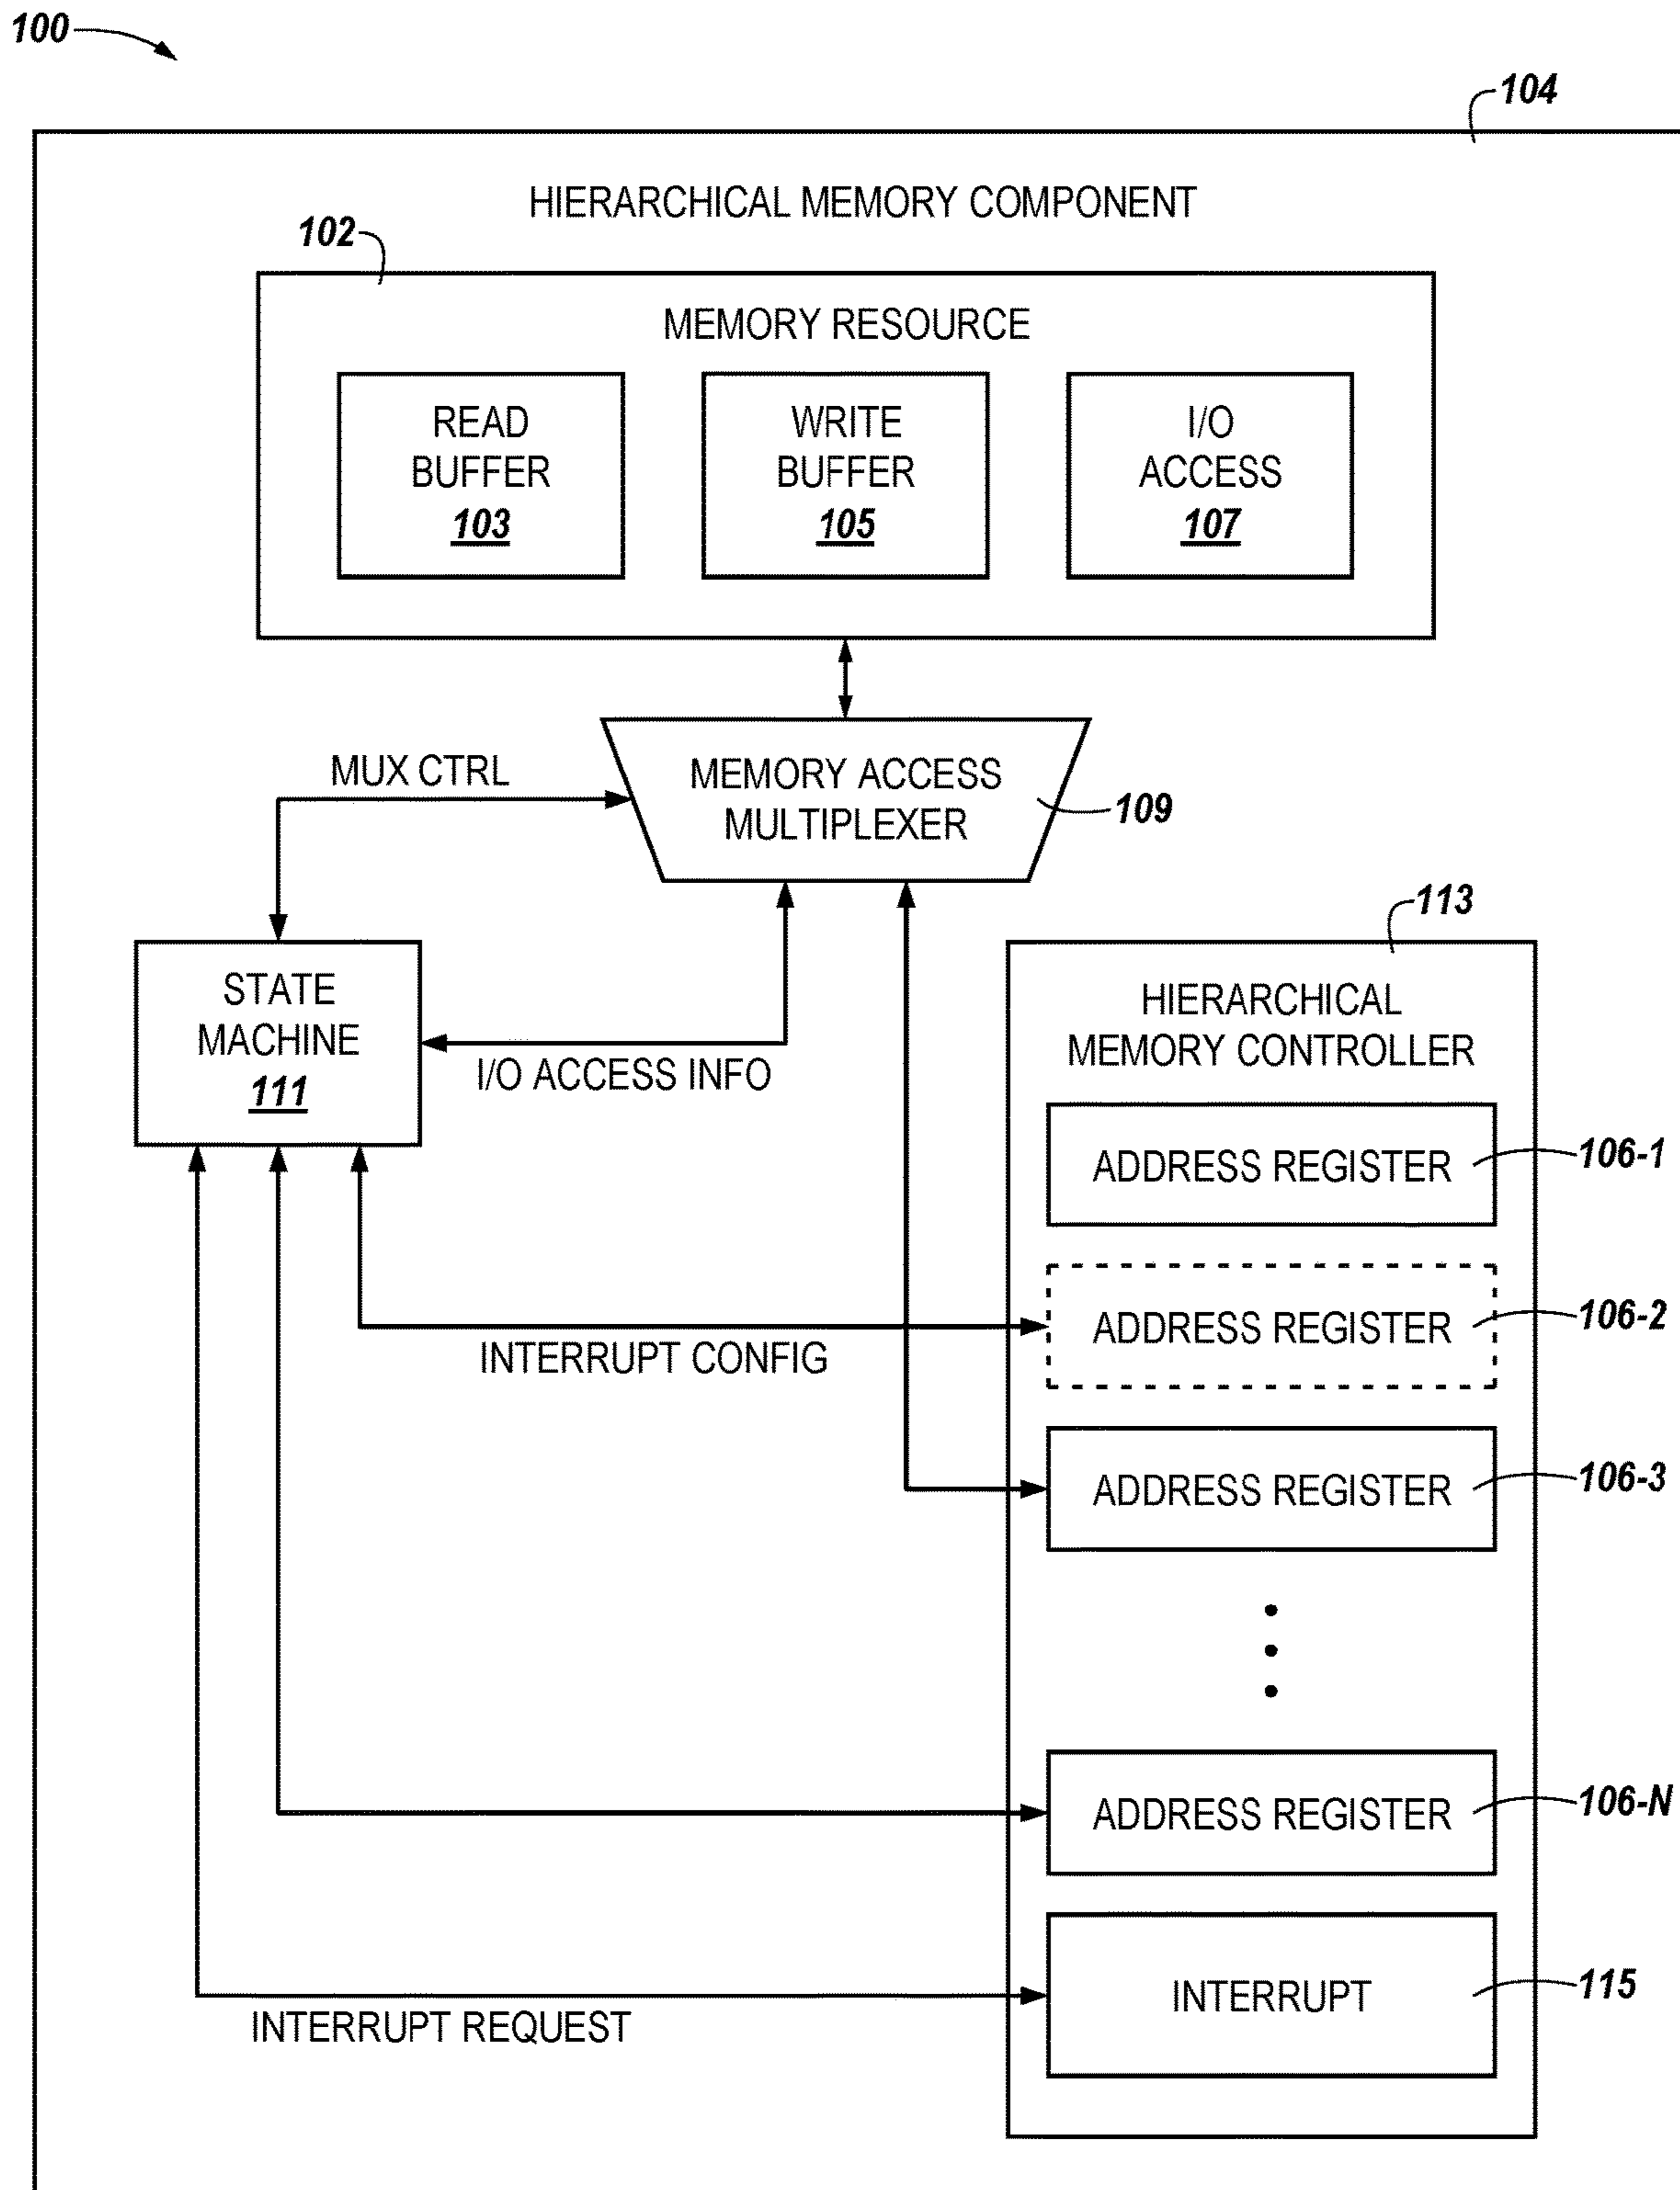 100
104
HIERARCHICAL MEMORY COMPONENT
102
MEMORY RESOURCE
READ
BUFFER
103
WRITE
BUFFER
105
I/O
ACCESS
107
MUX CTRL
MEMORY ACCESS
MULTIPLEXER
109
113
STATE
MACHINE
111
I/O ACCESS INFO
HIERARCHICAL
MEMORY CONTROLLER
ADDRESS REGISTER
106-1
ADDRESS REGISTER
106-2
INTERRUPT CONFIG
ADDRESS REGISTER
106-3
ADDRESS REGISTER
106-N
INTERRUPT
115
INTERRUPT REQUEST